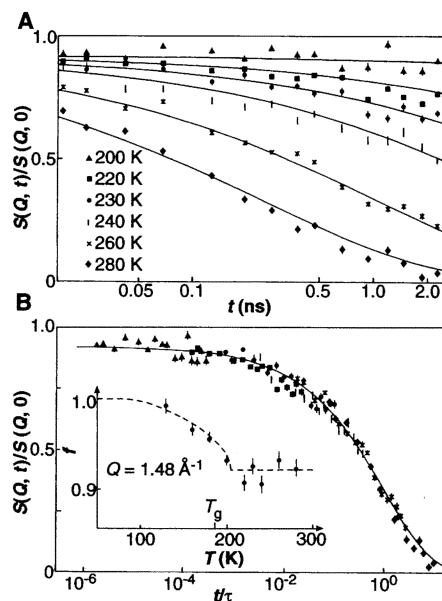 A
S(Q, t)/S(Q, 0)
1.0
0.5
0
▲ 200 K
■ 220 K
● 230 K
| 240 K
× 260 K
◆ 280 K
0.05 0.1 0.5 1.0 2.0
t (ns)
B
S(Q, t)/S(Q, 0)
1.0
0.5
0
f
1.0
0.9
Q = 1.48 Å⁻¹
Tg
100 200 300
T (K)
10⁻⁶ 10⁻⁴ 10⁻² 10⁰
t/τ